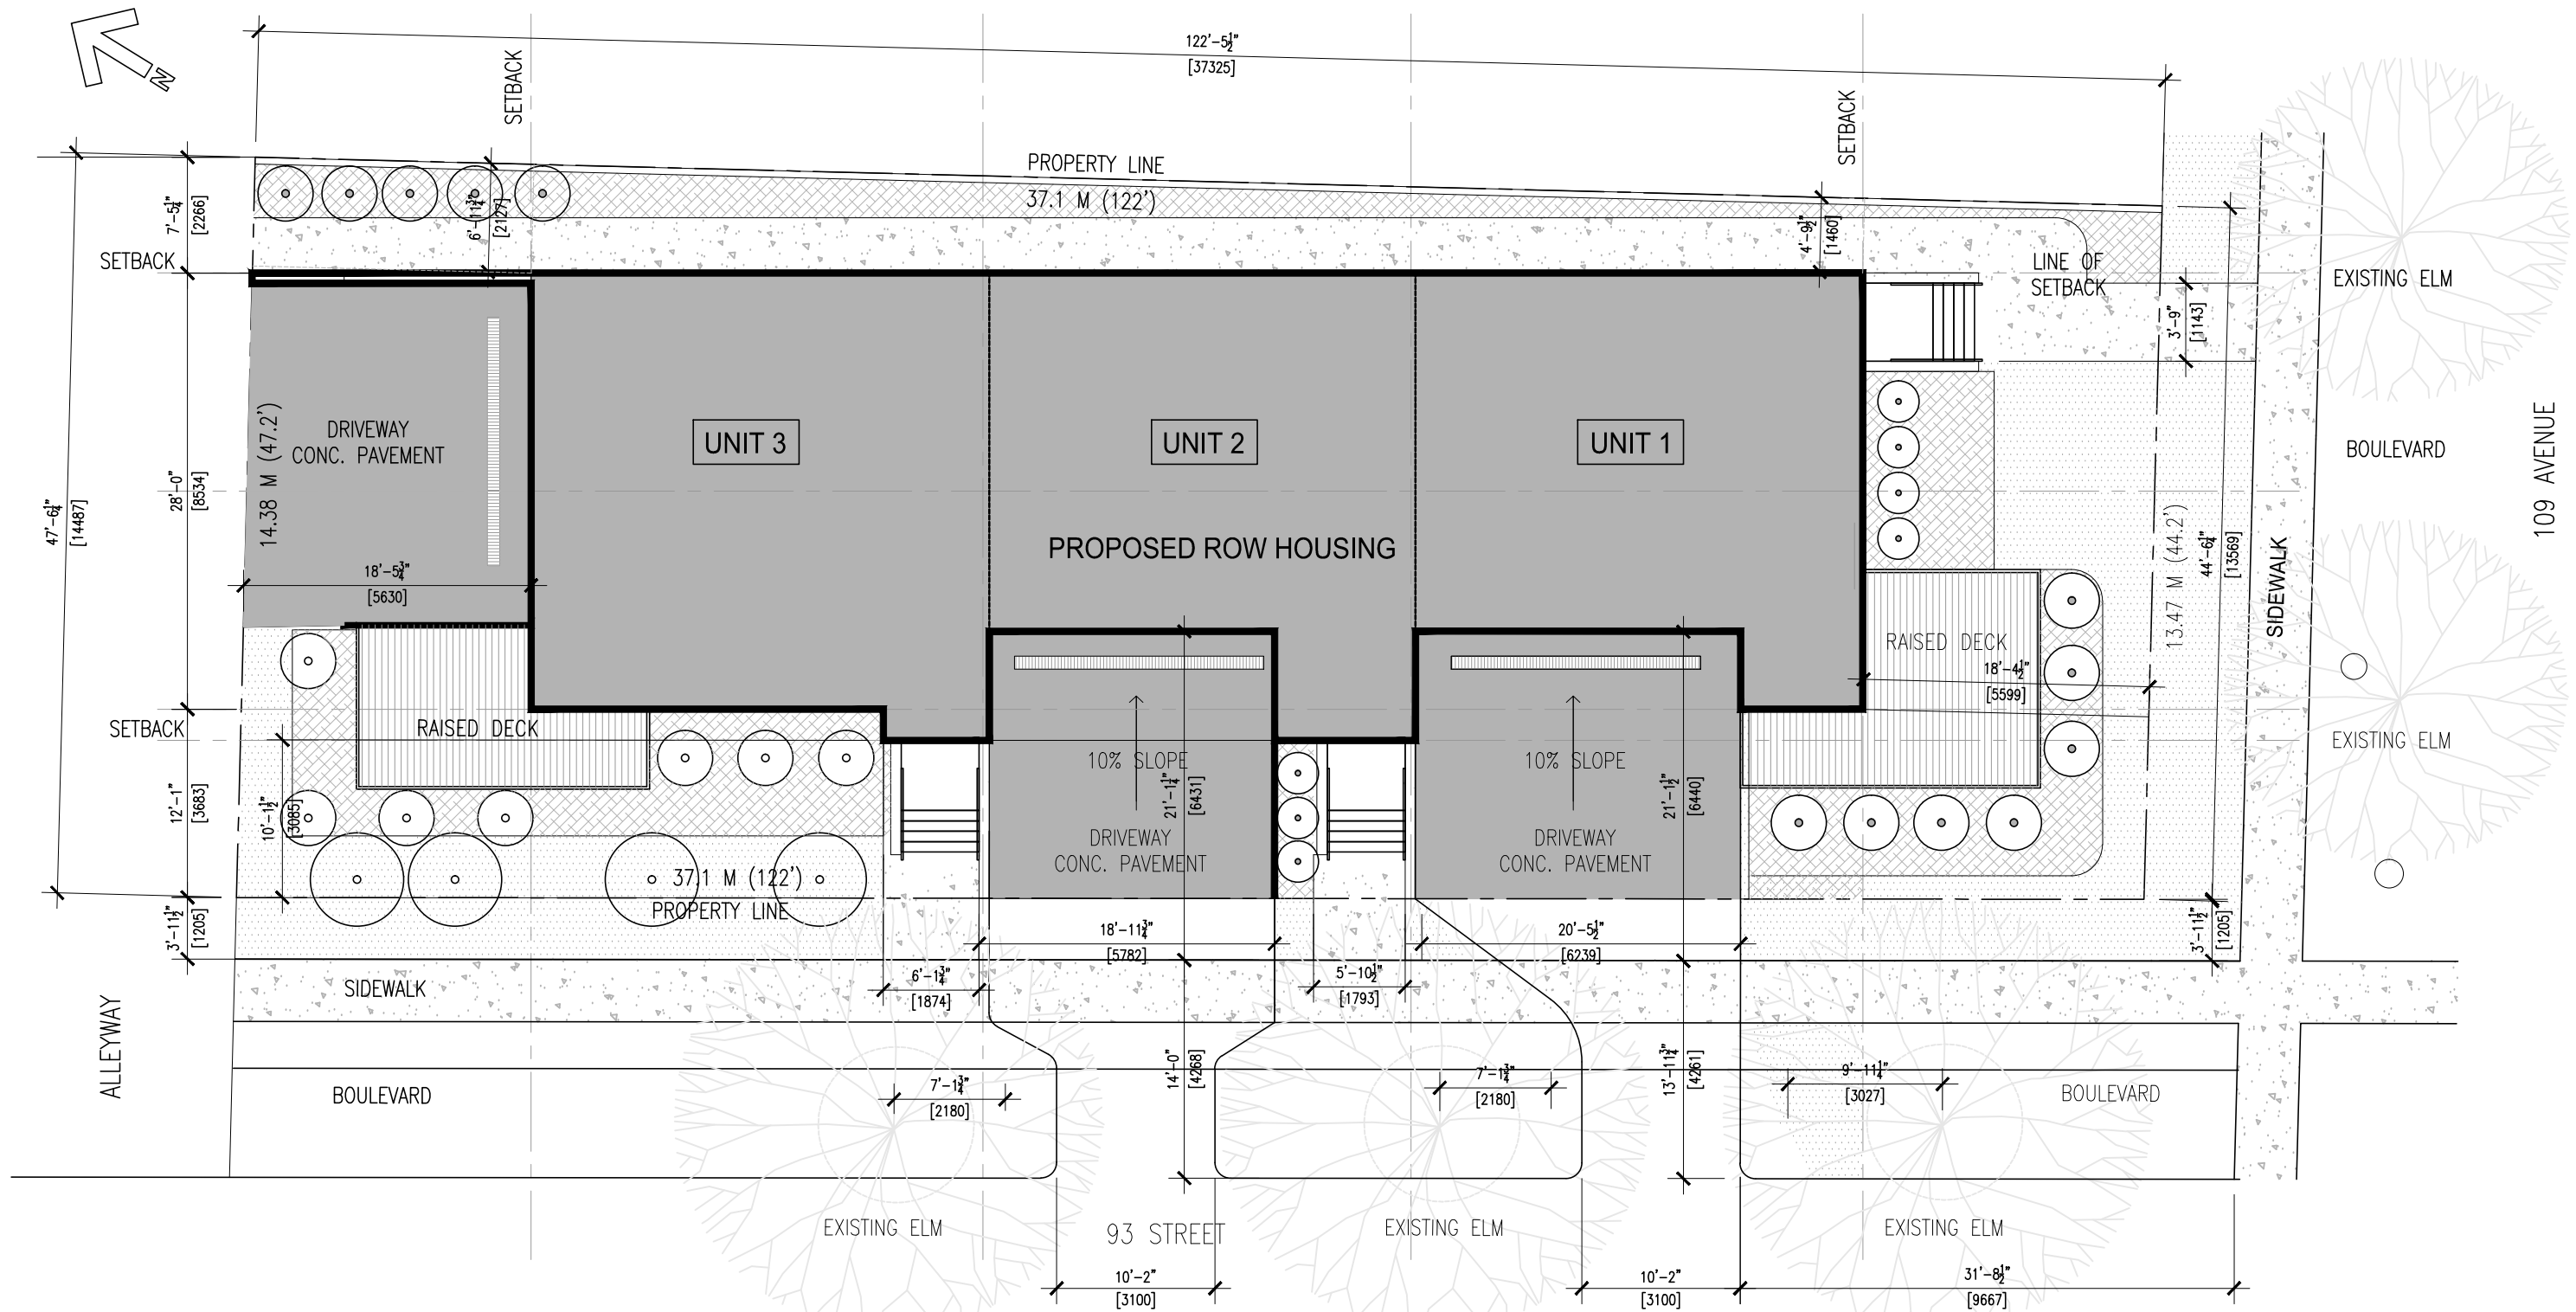 N
122'-5½"
[37325]
SETBACK
SETBACK
PROPERTY LINE
37.1 M (122')
7'-5¼"
[2266]
6'-11¾"
[2127]
4'-9½"
[1460]
SETBACK
LINE OF
SETBACK
3'-9"
[1143]
EXISTING ELM
BOULEVARD
109 AVENUE
DRIVEWAY
CONC. PAVEMENT
14.38 M (47.2')
UNIT 3
UNIT 2
UNIT 1
PROPOSED ROW HOUSING
28'-0"
[8534]
47'-6¼"
[14487]
18'-5¾"
[5630]
13.47 M (44.2')
44'-6¼"
[13569]
SIDEWALK
RAISED DECK
18'-4½"
[5599]
SETBACK
RAISED DECK
EXISTING ELM
10% SLOPE
10% SLOPE
21'-1¼"
[6431]
21'-1½"
[6440]
12'-1"
[3683]
10'-1½"
[3085]
DRIVEWAY
CONC. PAVEMENT
DRIVEWAY
CONC. PAVEMENT
37.1 M (122')
PROPERTY LINE
3'-11½"
[1205]
18'-11¾"
[5782]
20'-5½"
[6239]
3'-11½"
[1205]
6'-1¾"
[1874]
5'-10½"
[1793]
SIDEWALK
ALLEYWAY
BOULEVARD
7'-1¾"
[2180]
14'-0"
[4268]
7'-1¾"
[2180]
13'-11¾"
[4261]
9'-11¼"
[3027]
BOULEVARD
EXISTING ELM
93 STREET
EXISTING ELM
EXISTING ELM
10'-2"
[3100]
10'-2"
[3100]
31'-8½"
[9667]